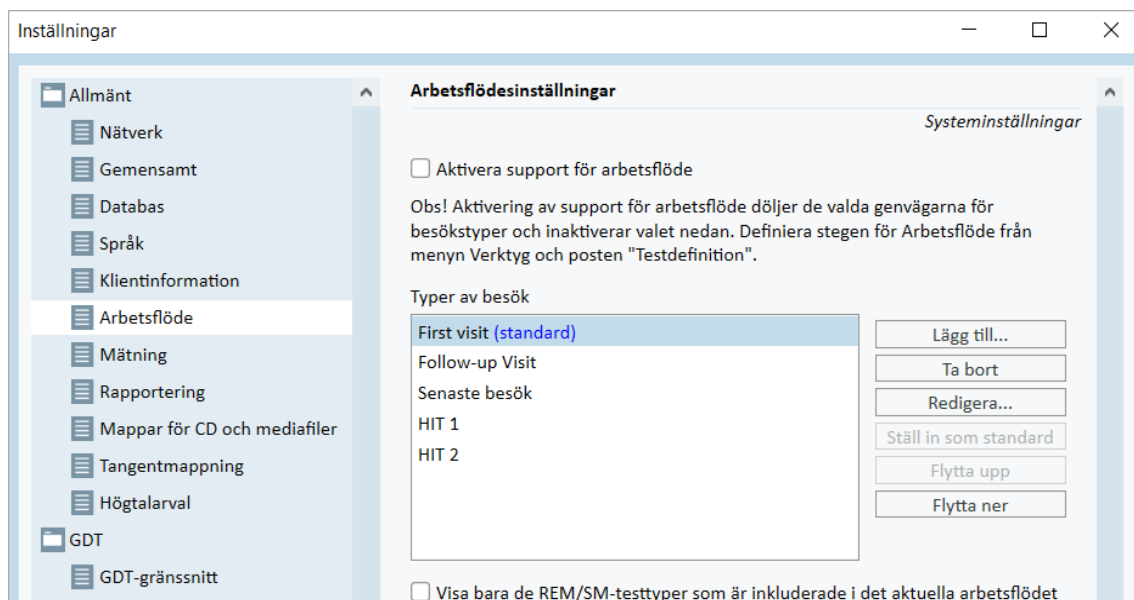 Inställningar
Allmänt
Nätverk
Gemensamt
Databas
Språk
Klientinformation
Arbetsflöde
Mätning
Rapportering
Mappar för CD och mediafiler
Tangentmappning
Högtalarval
GDT
GDT-gränssnitt
Arbetsflödesinställningar
Systeminställningar
Aktivera support för arbetsflöde
Obs! Aktivering av support för arbetsflöde döljer de valda genvägarna för
besökstyper och inaktiverar valet nedan. Definiera stegen för Arbetsflöde från
menyn Verktyg och posten "Testdefinition".
Typer av besök
First visit (standard)
Follow-up Visit
Senaste besök
HIT 1
HIT 2
Lägg till...
Ta bort
Redigera...
Ställ in som standard
Flytta upp
Flytta ner
Visa bara de REM/SM-testtyper som är inkluderade i det aktuella arbetsflödet